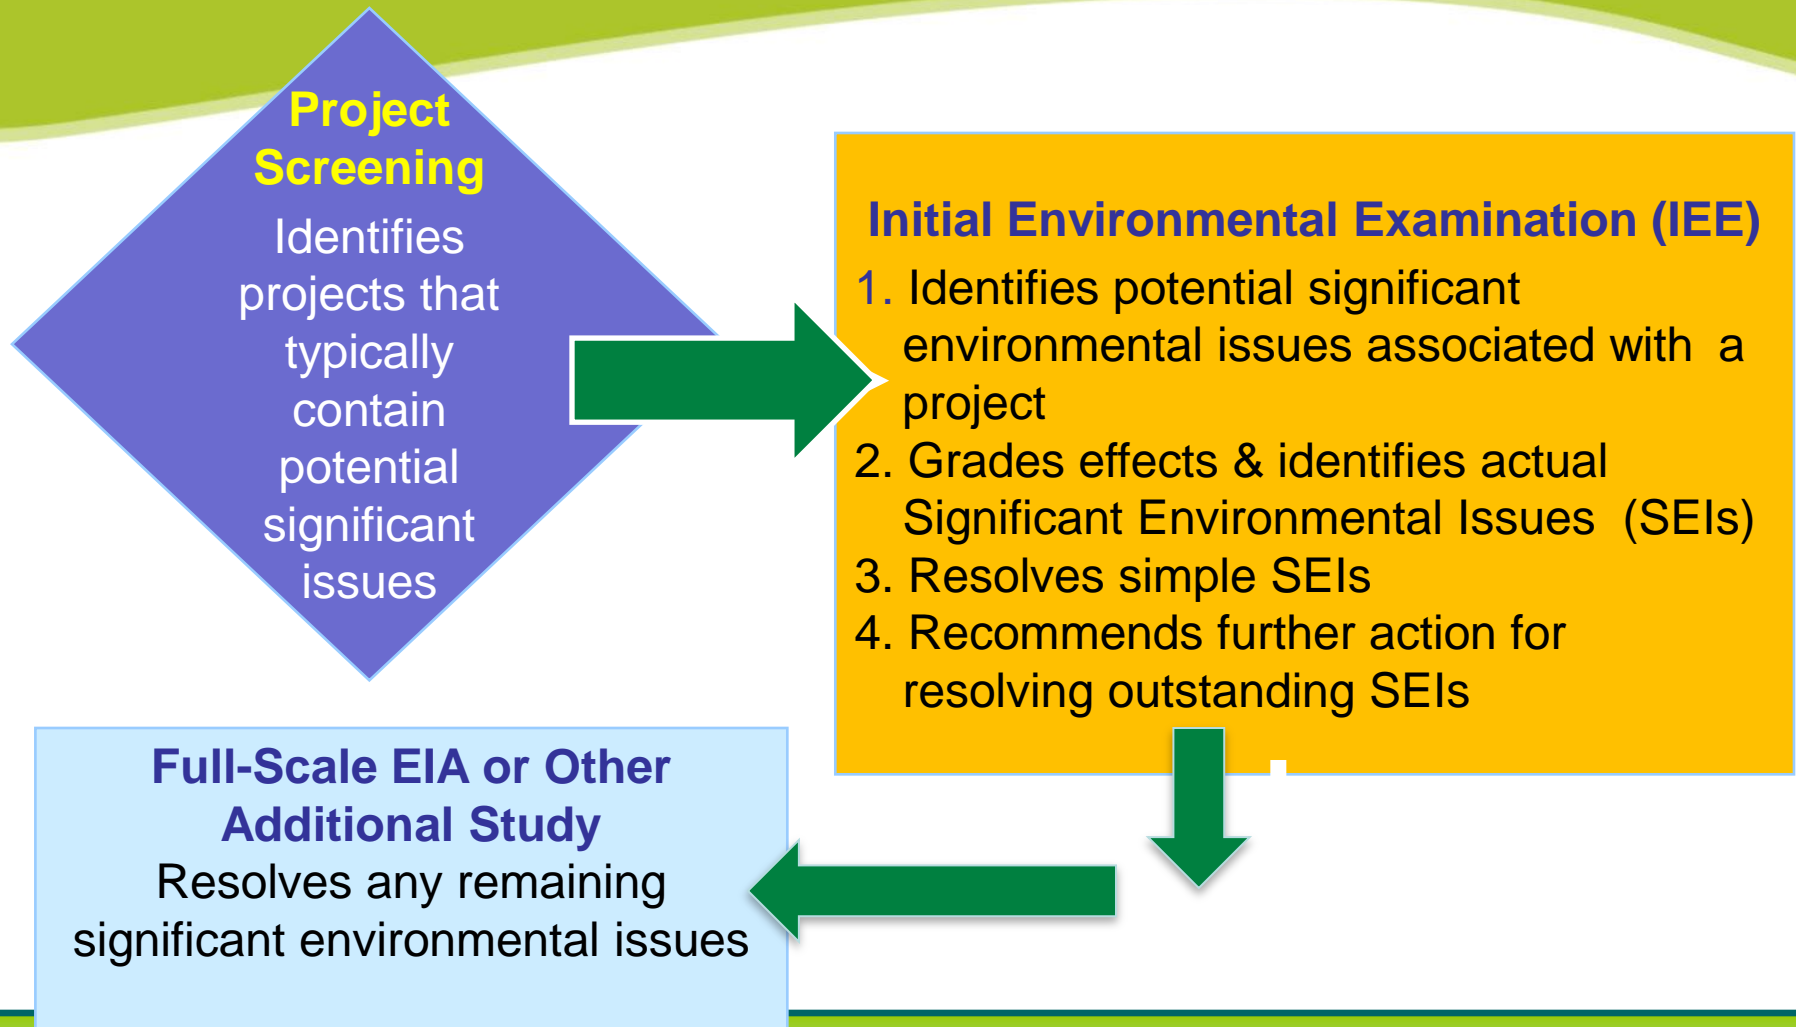 Project
Screening
Identifies
projects that
typically
contain
potential
significant
issues
Initial Environmental Examination (IEE)
1. Identifies potential significant
environmental issues associated with a
project
2. Grades effects & identifies actual
Significant Environmental Issues (SEIs)
3. Resolves simple SEIs
4. Recommends further action for
resolving outstanding SEIs
Full-Scale EIA or Other
Additional Study
Resolves any remaining
significant environmental issues